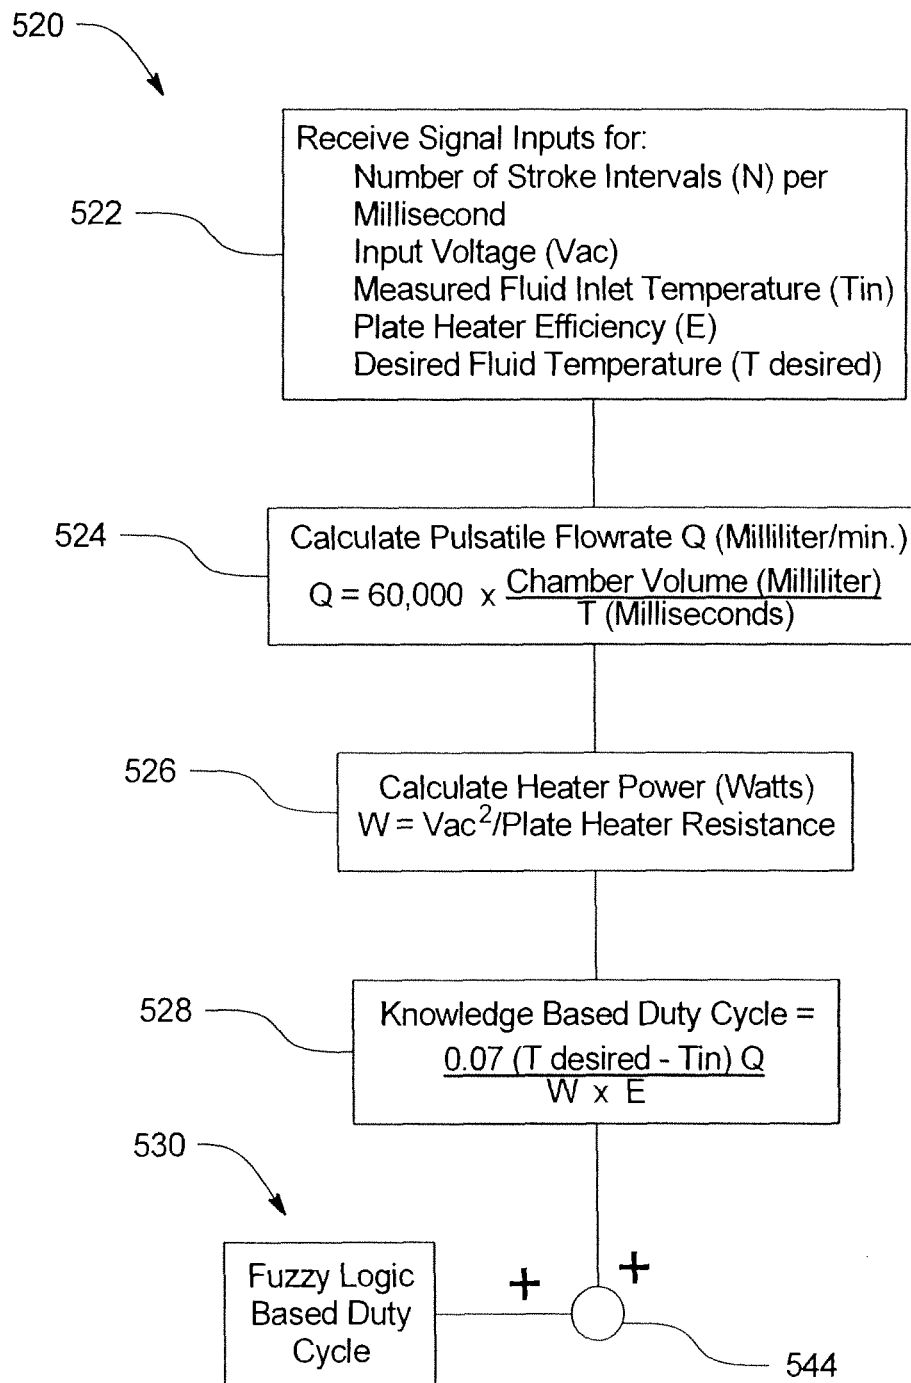 520
Receive Signal Inputs for:
Number of Stroke Intervals (N) per
Millisecond
522
Input Voltage (Vac)
Measured Fluid Inlet Temperature (Tin)
Plate Heater Efficiency (E)
Desired Fluid Temperature (T desired)
524
Calculate Pulsatile Flowrate Q (Milliliter/min.)
Q = 60,000 x Chamber Volume (Milliliter)
T (Milliseconds)
526
Calculate Heater Power (Watts)
W = Vac²/Plate Heater Resistance
528
Knowledge Based Duty Cycle =
0.07 (T desired - Tin) Q
W x E
530
Fuzzy Logic
Based Duty
Cycle
+
+
544